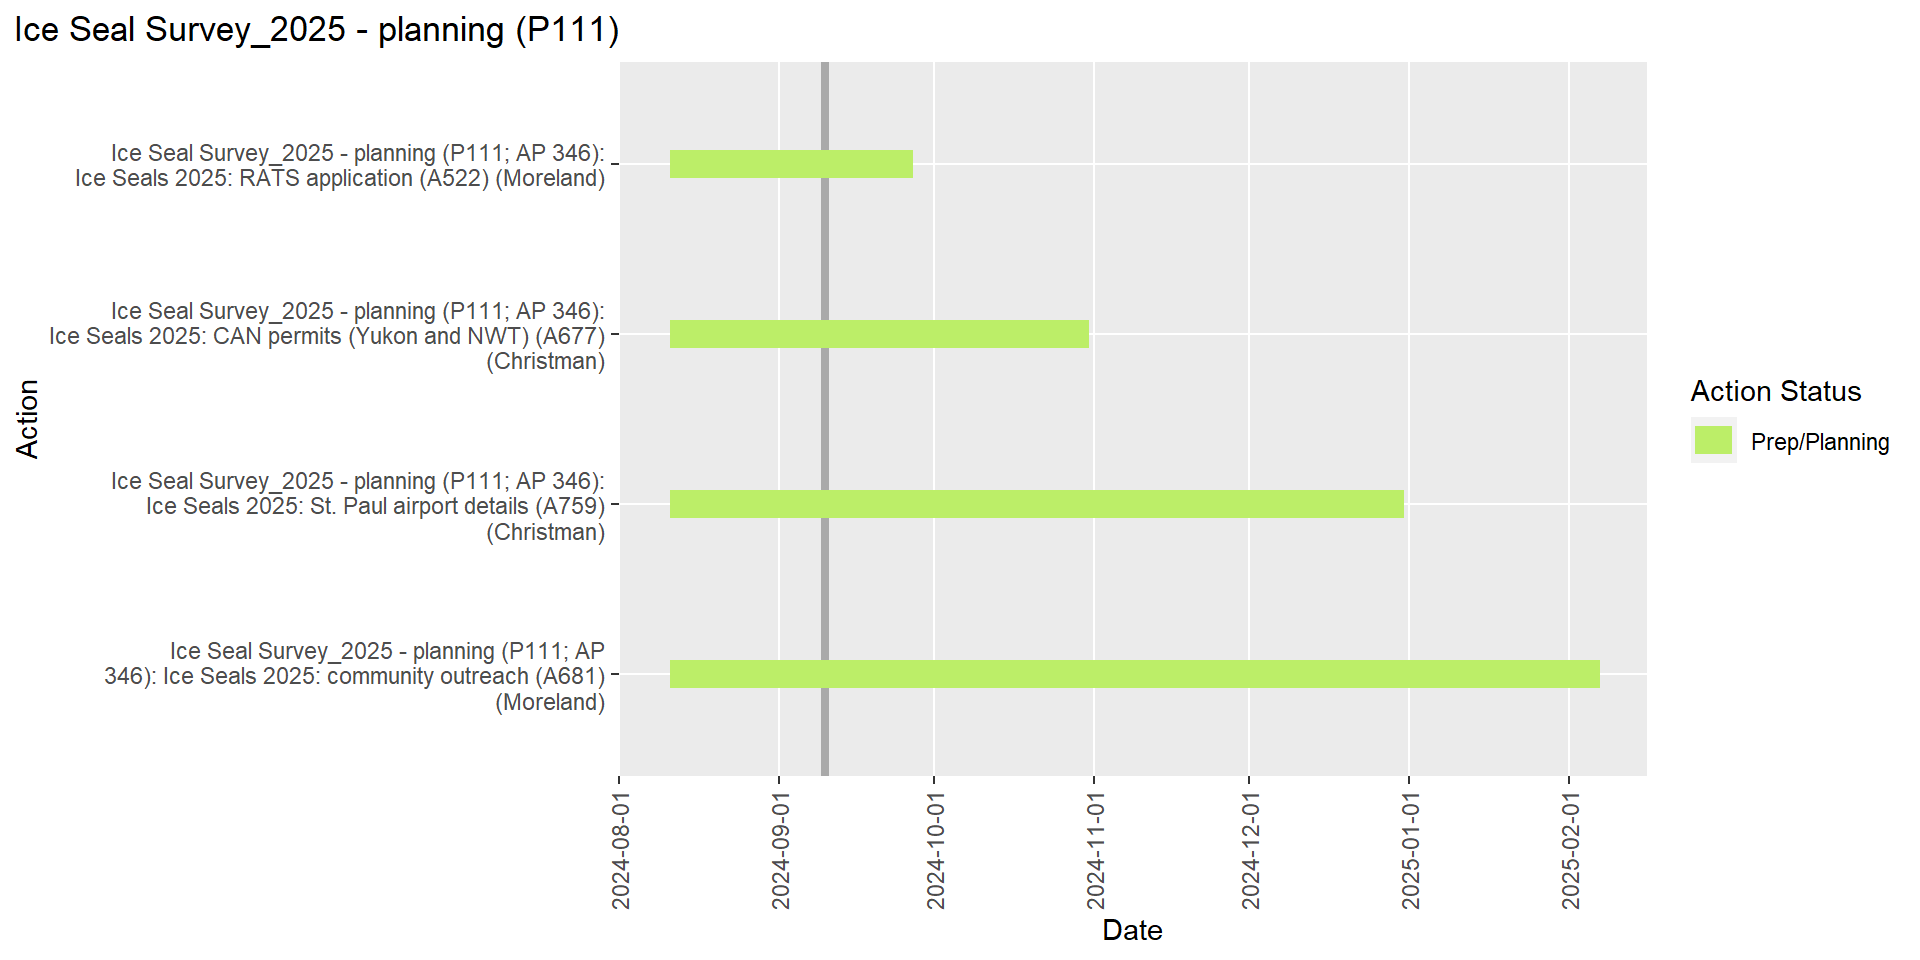 Ice Seal Survey_2025 - planning (P111)
Ice Seal Survey_2025 - planning (P111; AP 346):
Ice Seals 2025: RATS application (A522) (Moreland)
Ice Seal Survey_2025 - planning (P111; AP 346):
Ice Seals 2025: CAN permits (Yukon and NWT) (A677)
(Christman)
Ice Seal Survey_2025 - planning (P111; AP 346):
Ice Seals 2025: St. Paul airport details (A759)
(Christman)
Ice Seal Survey_2025 - planning (P111; AP
346): Ice Seals 2025: community outreach (A681)
(Moreland)
Action
2024-08-01
2024-09-01
2024-10-01
2024-11-01
2024-12-01
2025-01-01
2025-02-01
Date
Action Status
Prep/Planning